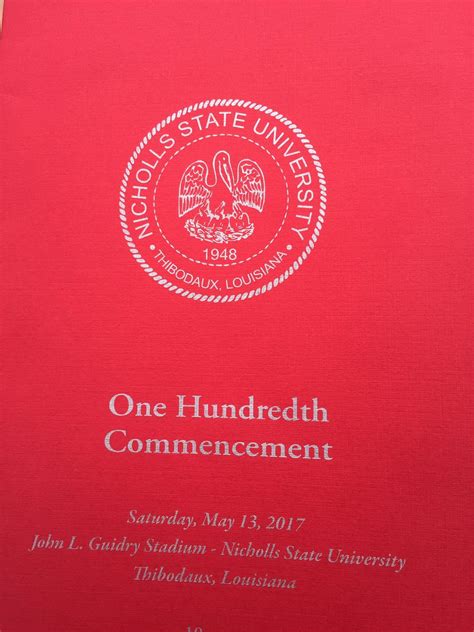 NICHOLLS STATE UNIVERSITY
1948
• THIBODAUX, LOUISIANA •
One Hundredth
Commencement
Saturday, May 13, 2017
John L. Guidry Stadium - Nicholls State University
Thibodaux, Louisiana